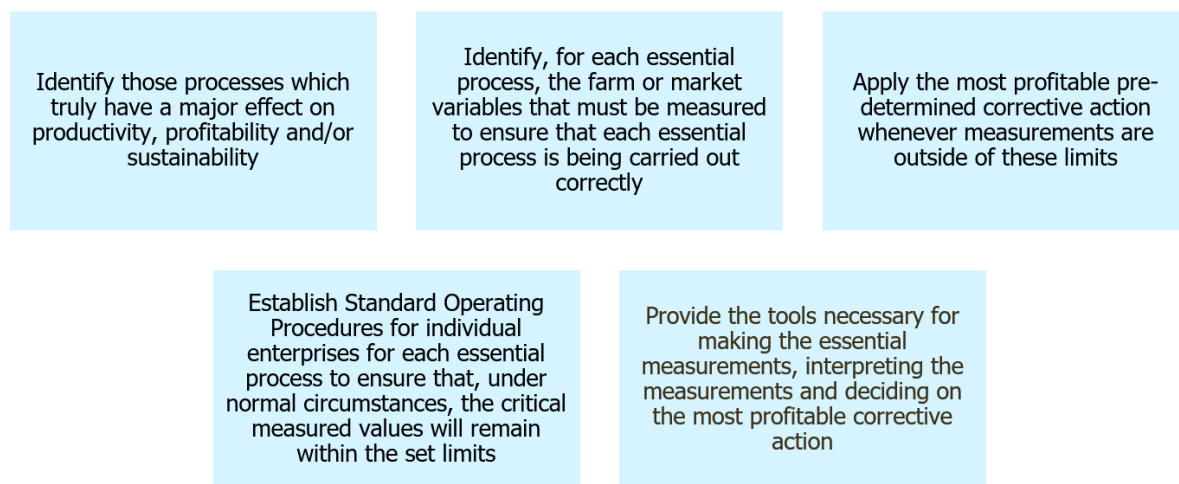 Identify those processes which
truly have a major effect on
productivity, profitability and/or
sustainability
Identify, for each essential
process, the farm or market
variables that must be measured
to ensure that each essential
process is being carried out
correctly
Apply the most profitable pre-
determined corrective action
whenever measurements are
outside of these limits
Establish Standard Operating
Procedures for individual
enterprises for each essential
process to ensure that, under
normal circumstances, the critical
measured values will remain
within the set limits
Provide the tools necessary for
making the essential
measurements, interpreting the
measurements and deciding on
the most profitable corrective
action